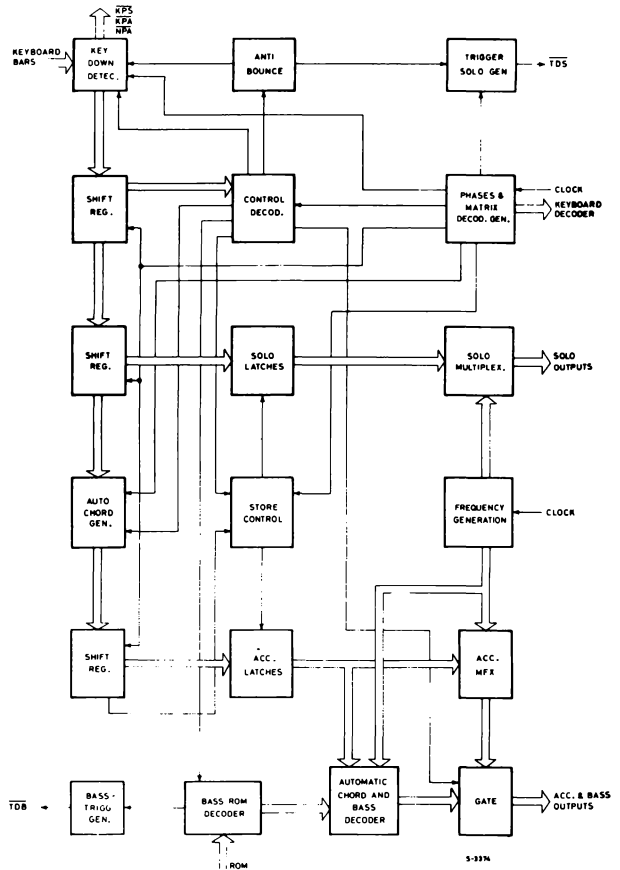 KPS
KPA
NPA
KEYBOARD
BARS
KEY
DOWN
DETEC.
ANTI
BOUNCE
TRIGGER
SOLO GEN
TDS
SHIFT
REG.
CONTROL
DECOD.
PHASES &
MATRIX
DECOD. GEN.
CLOCK
KEYBOARD
DECODER
SHIFT
REG.
SOLO
LATCHES
SOLO
MULTIPLEX.
SOLO
OUTPUTS
AUTO
CHORD
GEN.
STORE
CONTROL
FREQUENCY
GENERATION
CLOCK
SHIFT
REG.
ACC.
LATCHES
ACC.
MFX
TDB
BASS-
TRIGG
GEN.
BASS ROM
DECODER
AUTOMATIC
CHORD AND
BASS
DECODER
GATE
ACC. & BASS
OUTPUTS
ROM
S-3374